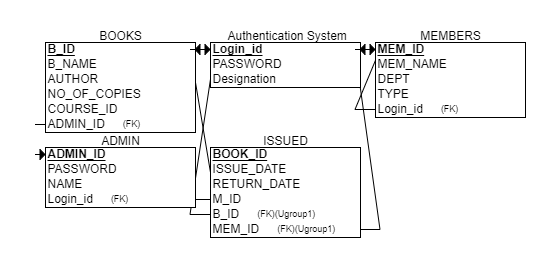 BOOKS
B_ID
B_NAME
AUTHOR
NO_OF_COPIES
COURSE_ID
ADMIN_ID (FK)
Authentication System
Login_id
PASSWORD
Designation
MEMBERS
MEM_ID
MEM_NAME
DEPT
TYPE
Login_id (FK)
ADMIN
ADMIN_ID
PASSWORD
NAME
Login_id (FK)
ISSUED
BOOK_ID
ISSUE_DATE
RETURN_DATE
M_ID
B_ID (FK)(Ugroup1)
MEM_ID (FK)(Ugroup1)